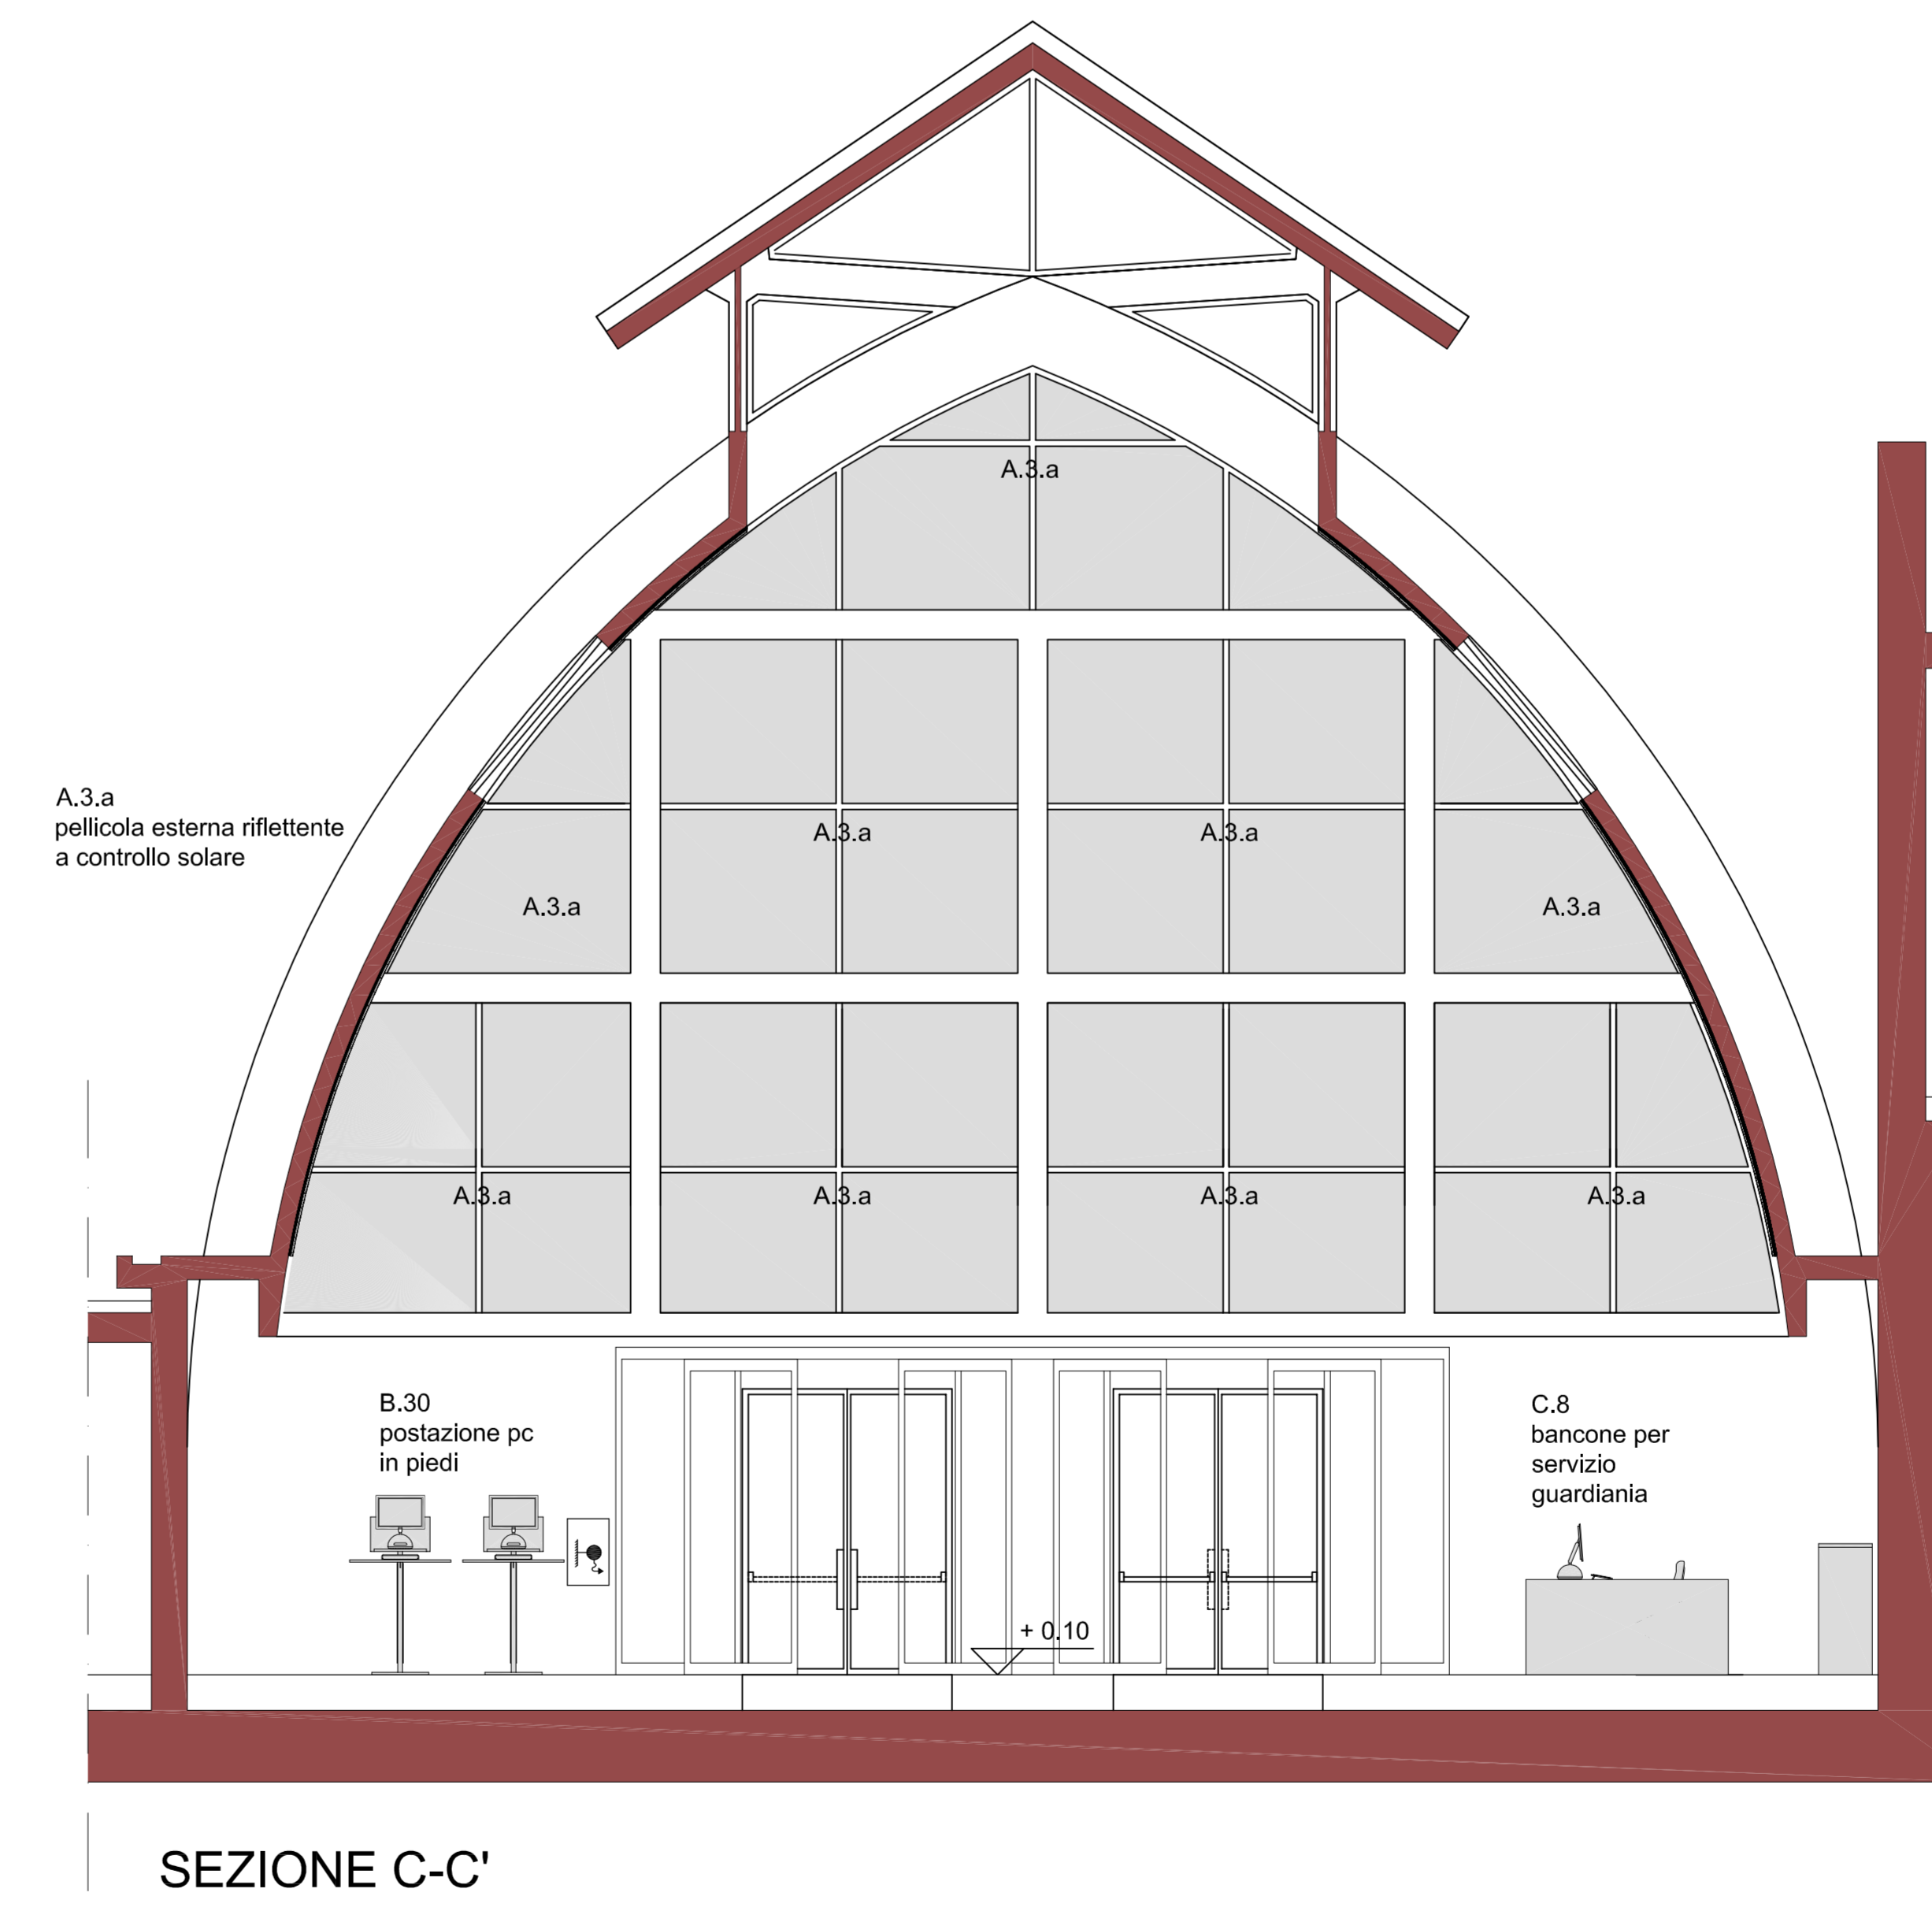 A.3.a
A.3.a
pellicola esterna riflettente
a controllo solare
A.3.a
A.3.a
A.3.a
A.3.a
A.3.a
A.3.a
A.3.a
A.3.a
B.30
postazione pc
in piedi
C.8
bancone per
servizio
guardiania
+ 0.10
SEZIONE C-C'